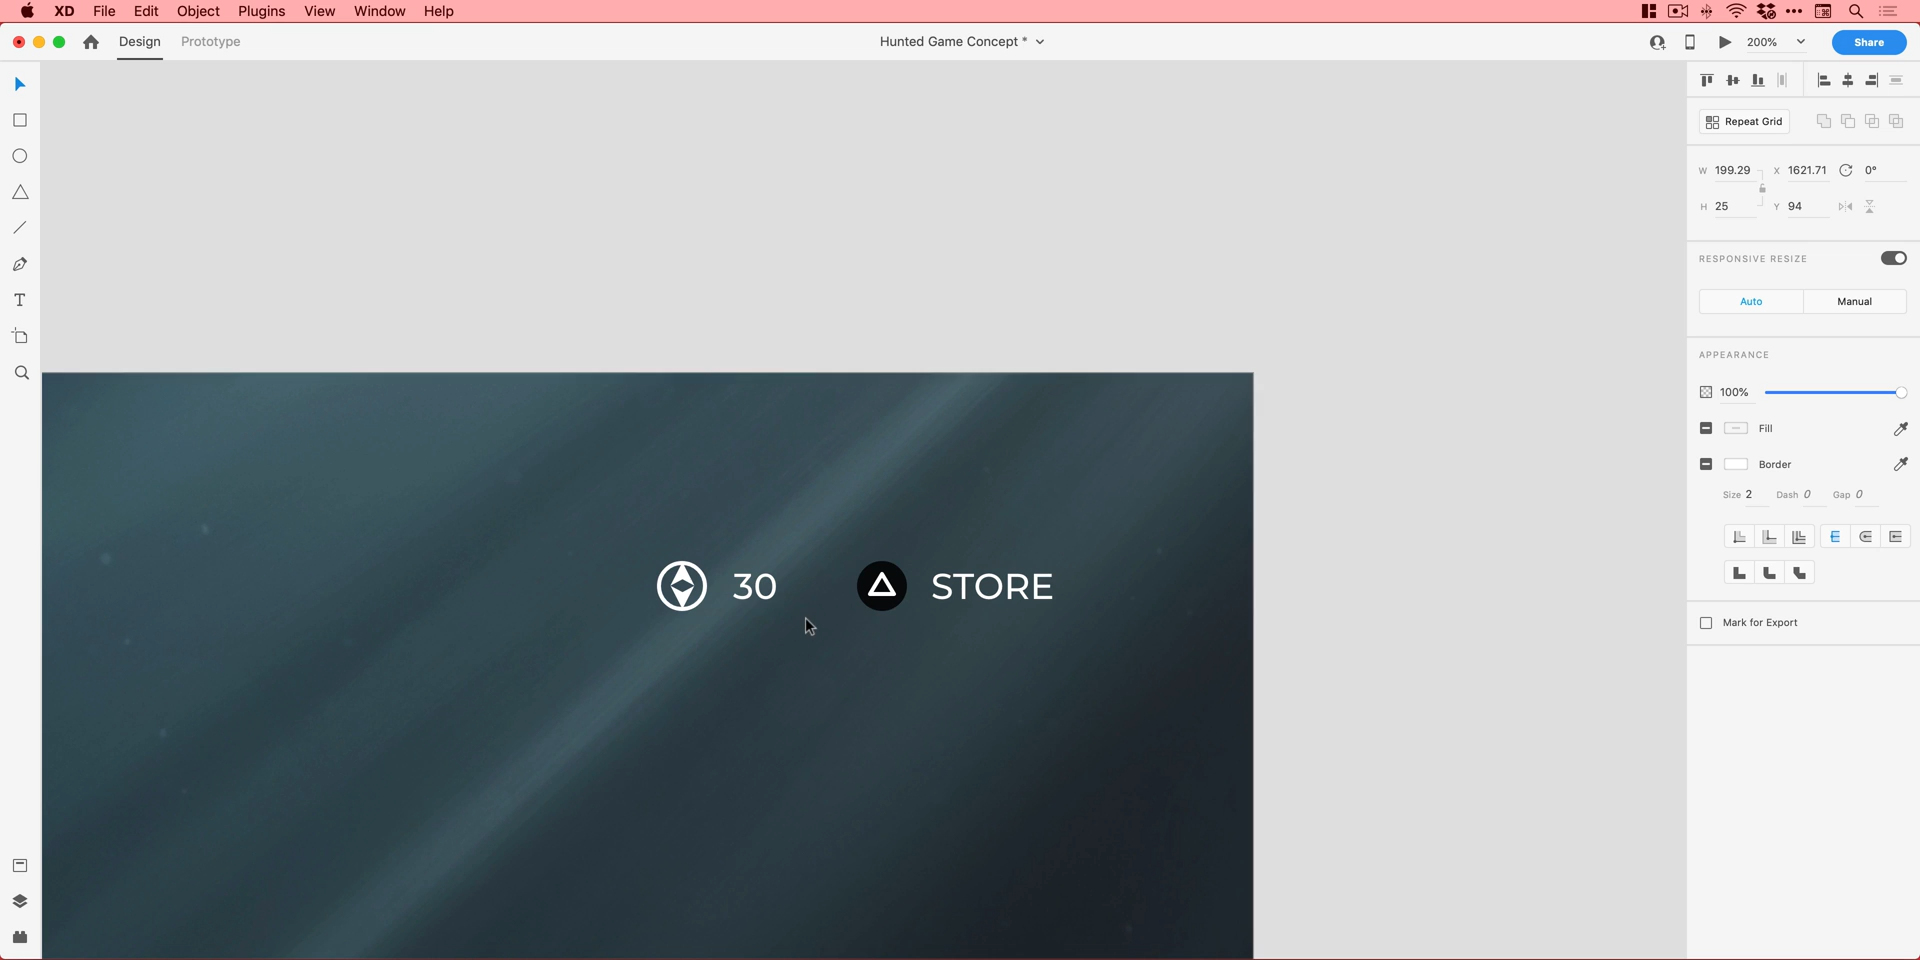 XD File Edit Object Plugins View Window Help
Design Prototype Hunted Game Concept * 200% Share
Repeat Grid
W 199.29 X 1621.71 0°
H 25 Y 94
RESPONSIVE RESIZE
Auto Manual
APPEARANCE
100%
Fill
Border
Size 2 Dash 0 Gap 0
30 STORE
Mark for Export